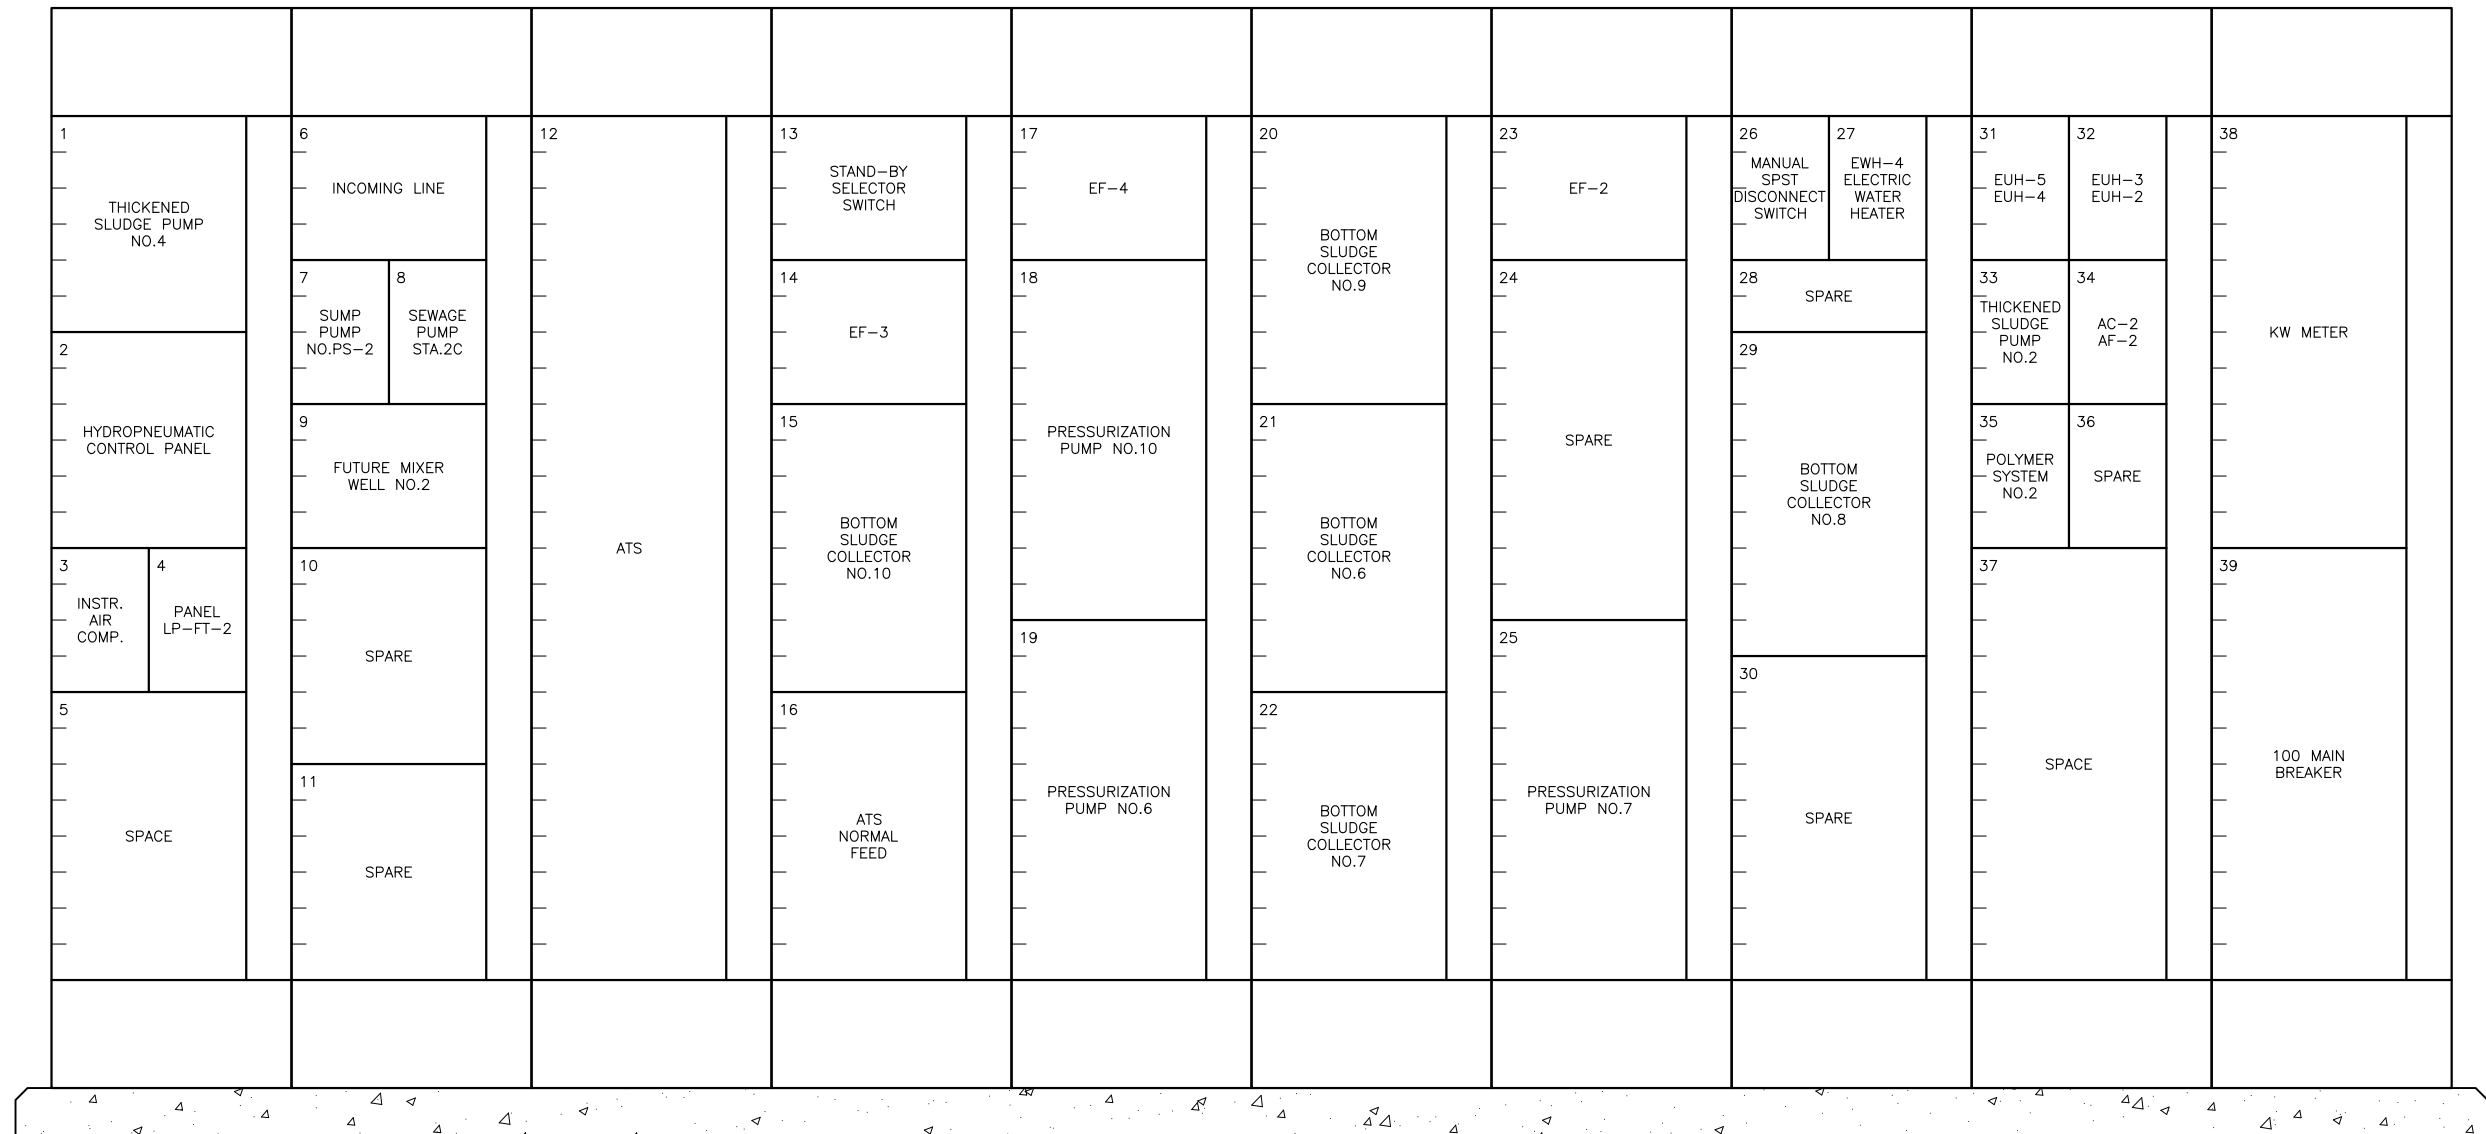 1
THICKENED
SLUDGE PUMP
NO.4
2
HYDROPNEUMATIC
CONTROL PANEL
3
INSTR.
AIR
COMP.
4
PANEL
LP-FT-2
5
SPACE
6
INCOMING LINE
7
SUMP
PUMP
NO.PS-2
8
SEWAGE
PUMP
STA.2C
9
FUTURE MIXER
WELL NO.2
10
SPARE
11
SPARE
12
ATS
13
STAND-BY
SELECTOR
SWITCH
14
EF-3
15
BOTTOM
SLUDGE
COLLECTOR
NO.10
16
ATS
NORMAL
FEED
17
EF-4
18
PRESSURIZATION
PUMP NO.10
19
PRESSURIZATION
PUMP NO.6
20
BOTTOM
SLUDGE
COLLECTOR
NO.9
21
BOTTOM
SLUDGE
COLLECTOR
NO.6
22
BOTTOM
SLUDGE
COLLECTOR
NO.7
23
EF-2
24
SPARE
25
PRESSURIZATION
PUMP NO.7
26
MANUAL
SPST
DISCONNECT
SWITCH
27
EWH-4
ELECTRIC
WATER
HEATER
28
SPARE
29
BOTTOM
SLUDGE
COLLECTOR
NO.8
30
SPARE
31
EUH-5
EUH-4
32
EUH-3
EUH-2
33
THICKENED
SLUDGE
PUMP
NO.2
34
AC-2
AF-2
35
POLYMER
SYSTEM
NO.2
36
SPARE
37
SPACE
38
KW METER
39
100 MAIN
BREAKER